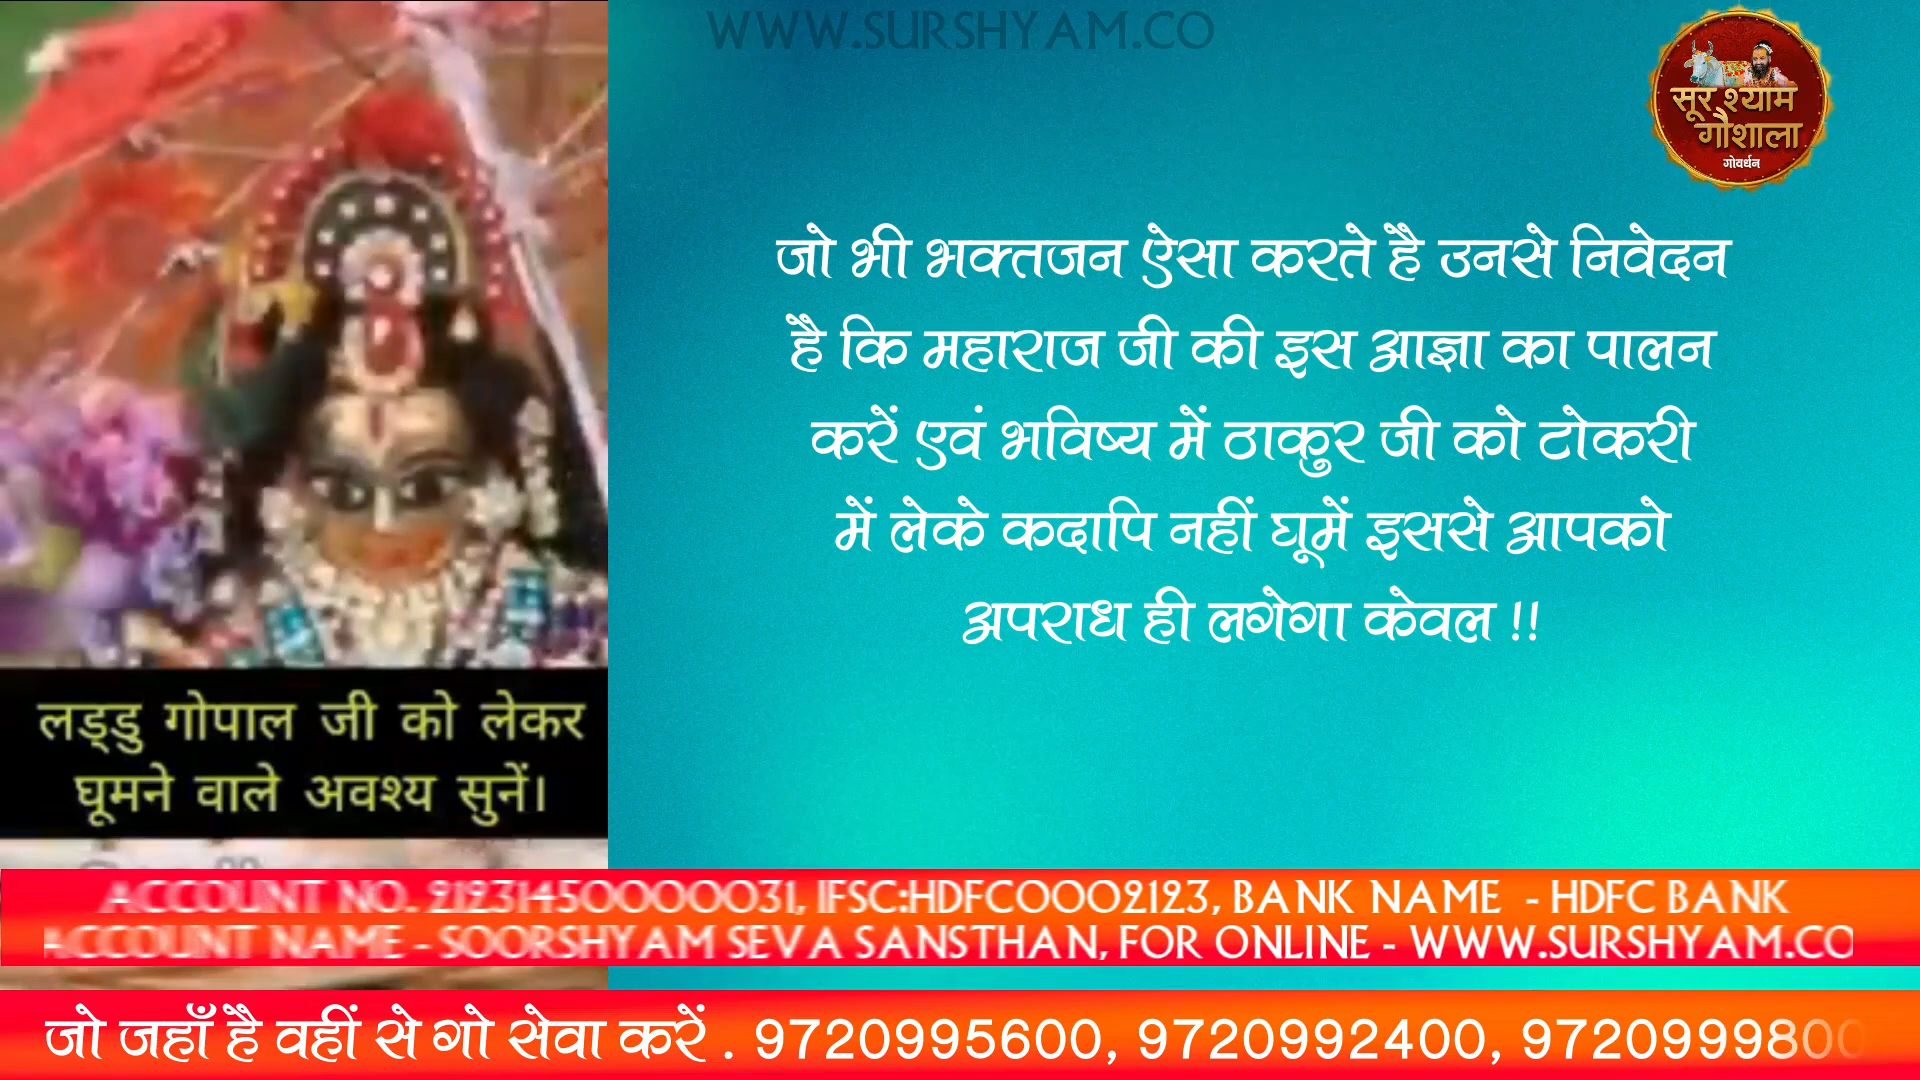 WWW.SURSHYAM.CO
सूर श्याम
गौशाला
गोवर्धन
जो भी भक्तजन ऐसा करते है उनसे निवेदन
है कि महाराज जी की इस आज्ञा का पालन
करें एवं भविष्य में ठाकुर जी को टोकरी
में लेके कदापि नहीं घूमें इससे आपको
अपराध ही लगेगा केवल !!
लड्डु गोपाल जी को लेकर
घूमने वाले अवश्य सुनें।
ACCOUNT NO. 21231450000031, IFSC:HDFC0002123, BANK NAME - HDFC BANK
ACCOUNT NAME - SOORSHYAM SEVA SANSTHAN, FOR ONLINE - WWW.SURSHYAM.CO
जो जहाँ है वहीं से गो सेवा करें . 9720995600, 9720992400, 9720999800